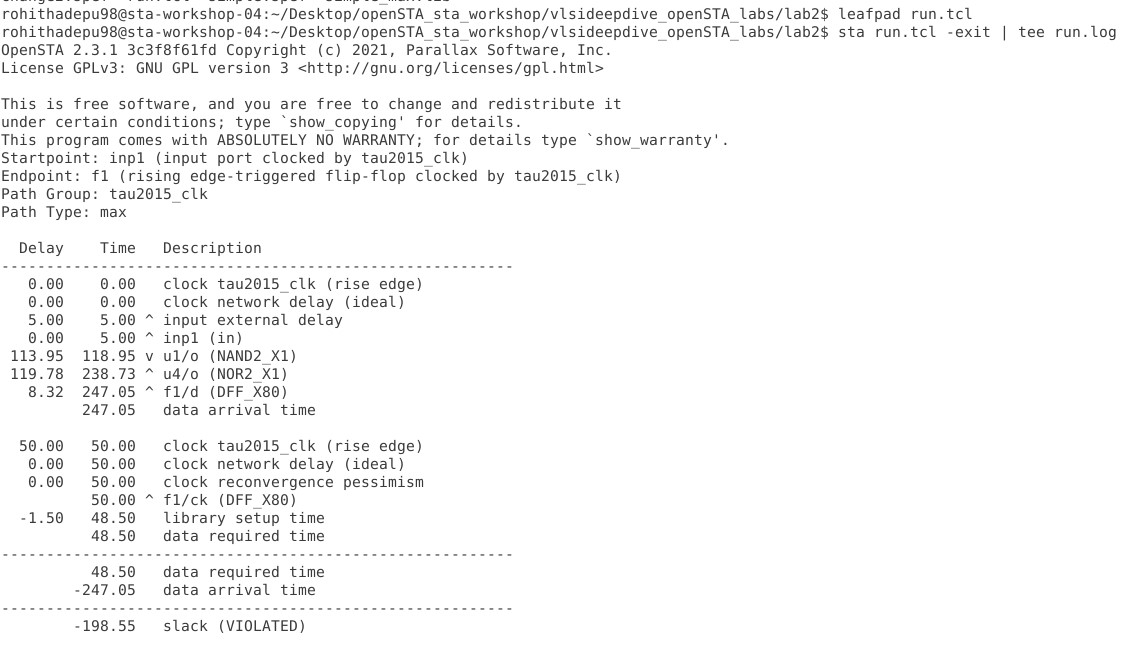 rohithadepu98@sta-workshop-04:~/Desktop/openSTA_sta_workshop/vlsideepdive_openSTA_labs/lab2$ leafpad run.tcl
rohithadepu98@sta-workshop-04:~/Desktop/openSTA_sta_workshop/vlsideepdive_openSTA_labs/lab2$ sta run.tcl -exit | tee run.log
OpenSTA 2.3.1 3c3f8f61fd Copyright (c) 2021, Parallax Software, Inc.
License GPLv3: GNU GPL version 3 <http://gnu.org/licenses/gpl.html>

This is free software, and you are free to change and redistribute it
under certain conditions; type `show_copying' for details.
This program comes with ABSOLUTELY NO WARRANTY; for details type `show_warranty'.
Startpoint: inp1 (input port clocked by tau2015_clk)
Endpoint: f1 (rising edge-triggered flip-flop clocked by tau2015_clk)
Path Group: tau2015_clk
Path Type: max

  Delay    Time   Description
---------------------------------------------------------
   0.00    0.00   clock tau2015_clk (rise edge)
   0.00    0.00   clock network delay (ideal)
   5.00    5.00 ^ input external delay
   0.00    5.00 ^ inp1 (in)
 113.95  118.95 v u1/o (NAND2_X1)
 119.78  238.73 ^ u4/o (NOR2_X1)
   8.32  247.05 ^ f1/d (DFF_X80)
         247.05   data arrival time

  50.00   50.00   clock tau2015_clk (rise edge)
   0.00   50.00   clock network delay (ideal)
   0.00   50.00   clock reconvergence pessimism
          50.00 ^ f1/ck (DFF_X80)
  -1.50   48.50   library setup time
          48.50   data required time
---------------------------------------------------------
          48.50   data required time
        -247.05   data arrival time
---------------------------------------------------------
        -198.55   slack (VIOLATED)